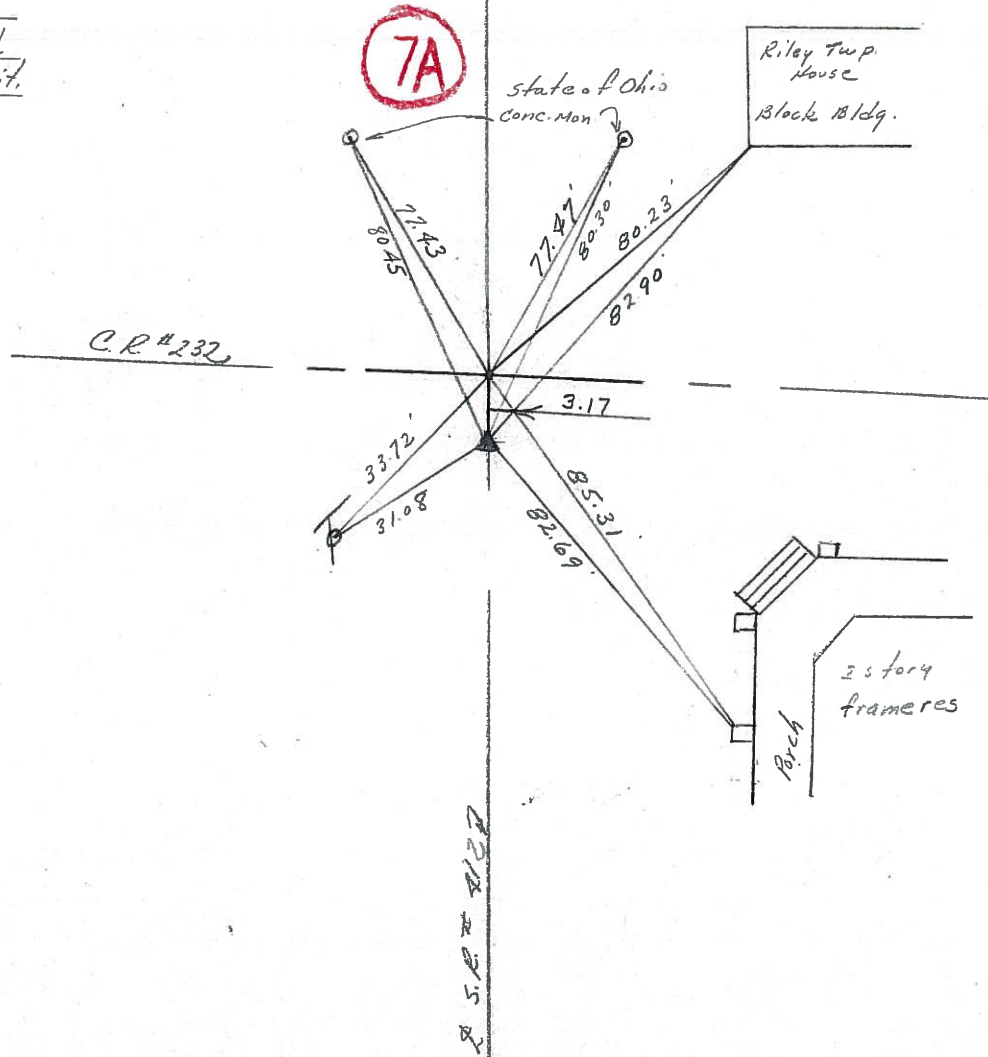 7A
State of Ohio
Conc. Mon.
Riley Twp.
House
Block Bldg.
77.43
80.45
77.47'
80.30'
80.23'
82.90'
C.R. #232
3.17
33.72'
31.08
85.31
82.69'
1 story
frame res
Porch
S.R. #